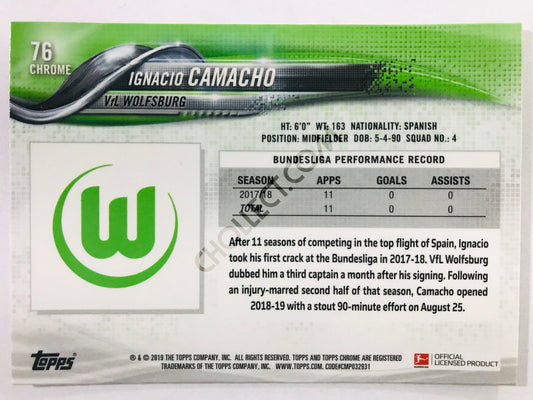 76
CHROME
IGNACIO CAMACHO
VfL WOLFSBURG
HT: 6'0" WT: 163 NATIONALITY: SPANISH
POSITION: MIDFIELDER DOB: 5-4-90 SQUAD NO.: 4
BUNDESLIGA PERFORMANCE RECORD
SEASON APPS GOALS ASSISTS
2017/18 11 0 0
TOTAL 11 0 0
W
After 11 seasons of competing in the top flight of Spain, Ignacio
took his first crack at the Bundesliga in 2017-18. VfL Wolfsburg
dubbed him a third captain a month after his signing. Following
an injury-marred second half of that season, Camacho opened
2018-19 with a stout 90-minute effort on August 25.
CHOLLECT.COM
TOPPS
® & © 2019 THE TOPPS COMPANY, INC. ALL RIGHTS RESERVED. TOPPS AND TOPPS CHROME ARE REGISTERED
TRADEMARKS OF THE TOPPS COMPANY, INC. WWW.TOPPS.COM. CODE#CMP032931
OFFICIAL
LICENSED PRODUCT